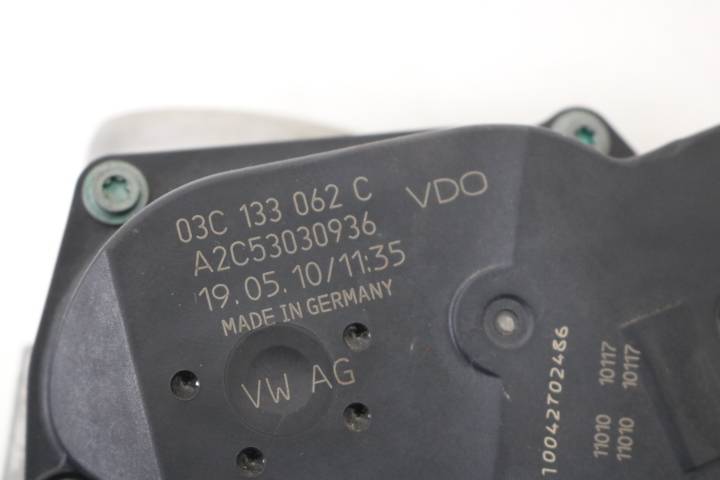 03C 133 062 C
VDO
A2C53030936
19.05.10/11:35
MADE IN GERMANY
VW AG
10042702466
11010 10117
11010 10117